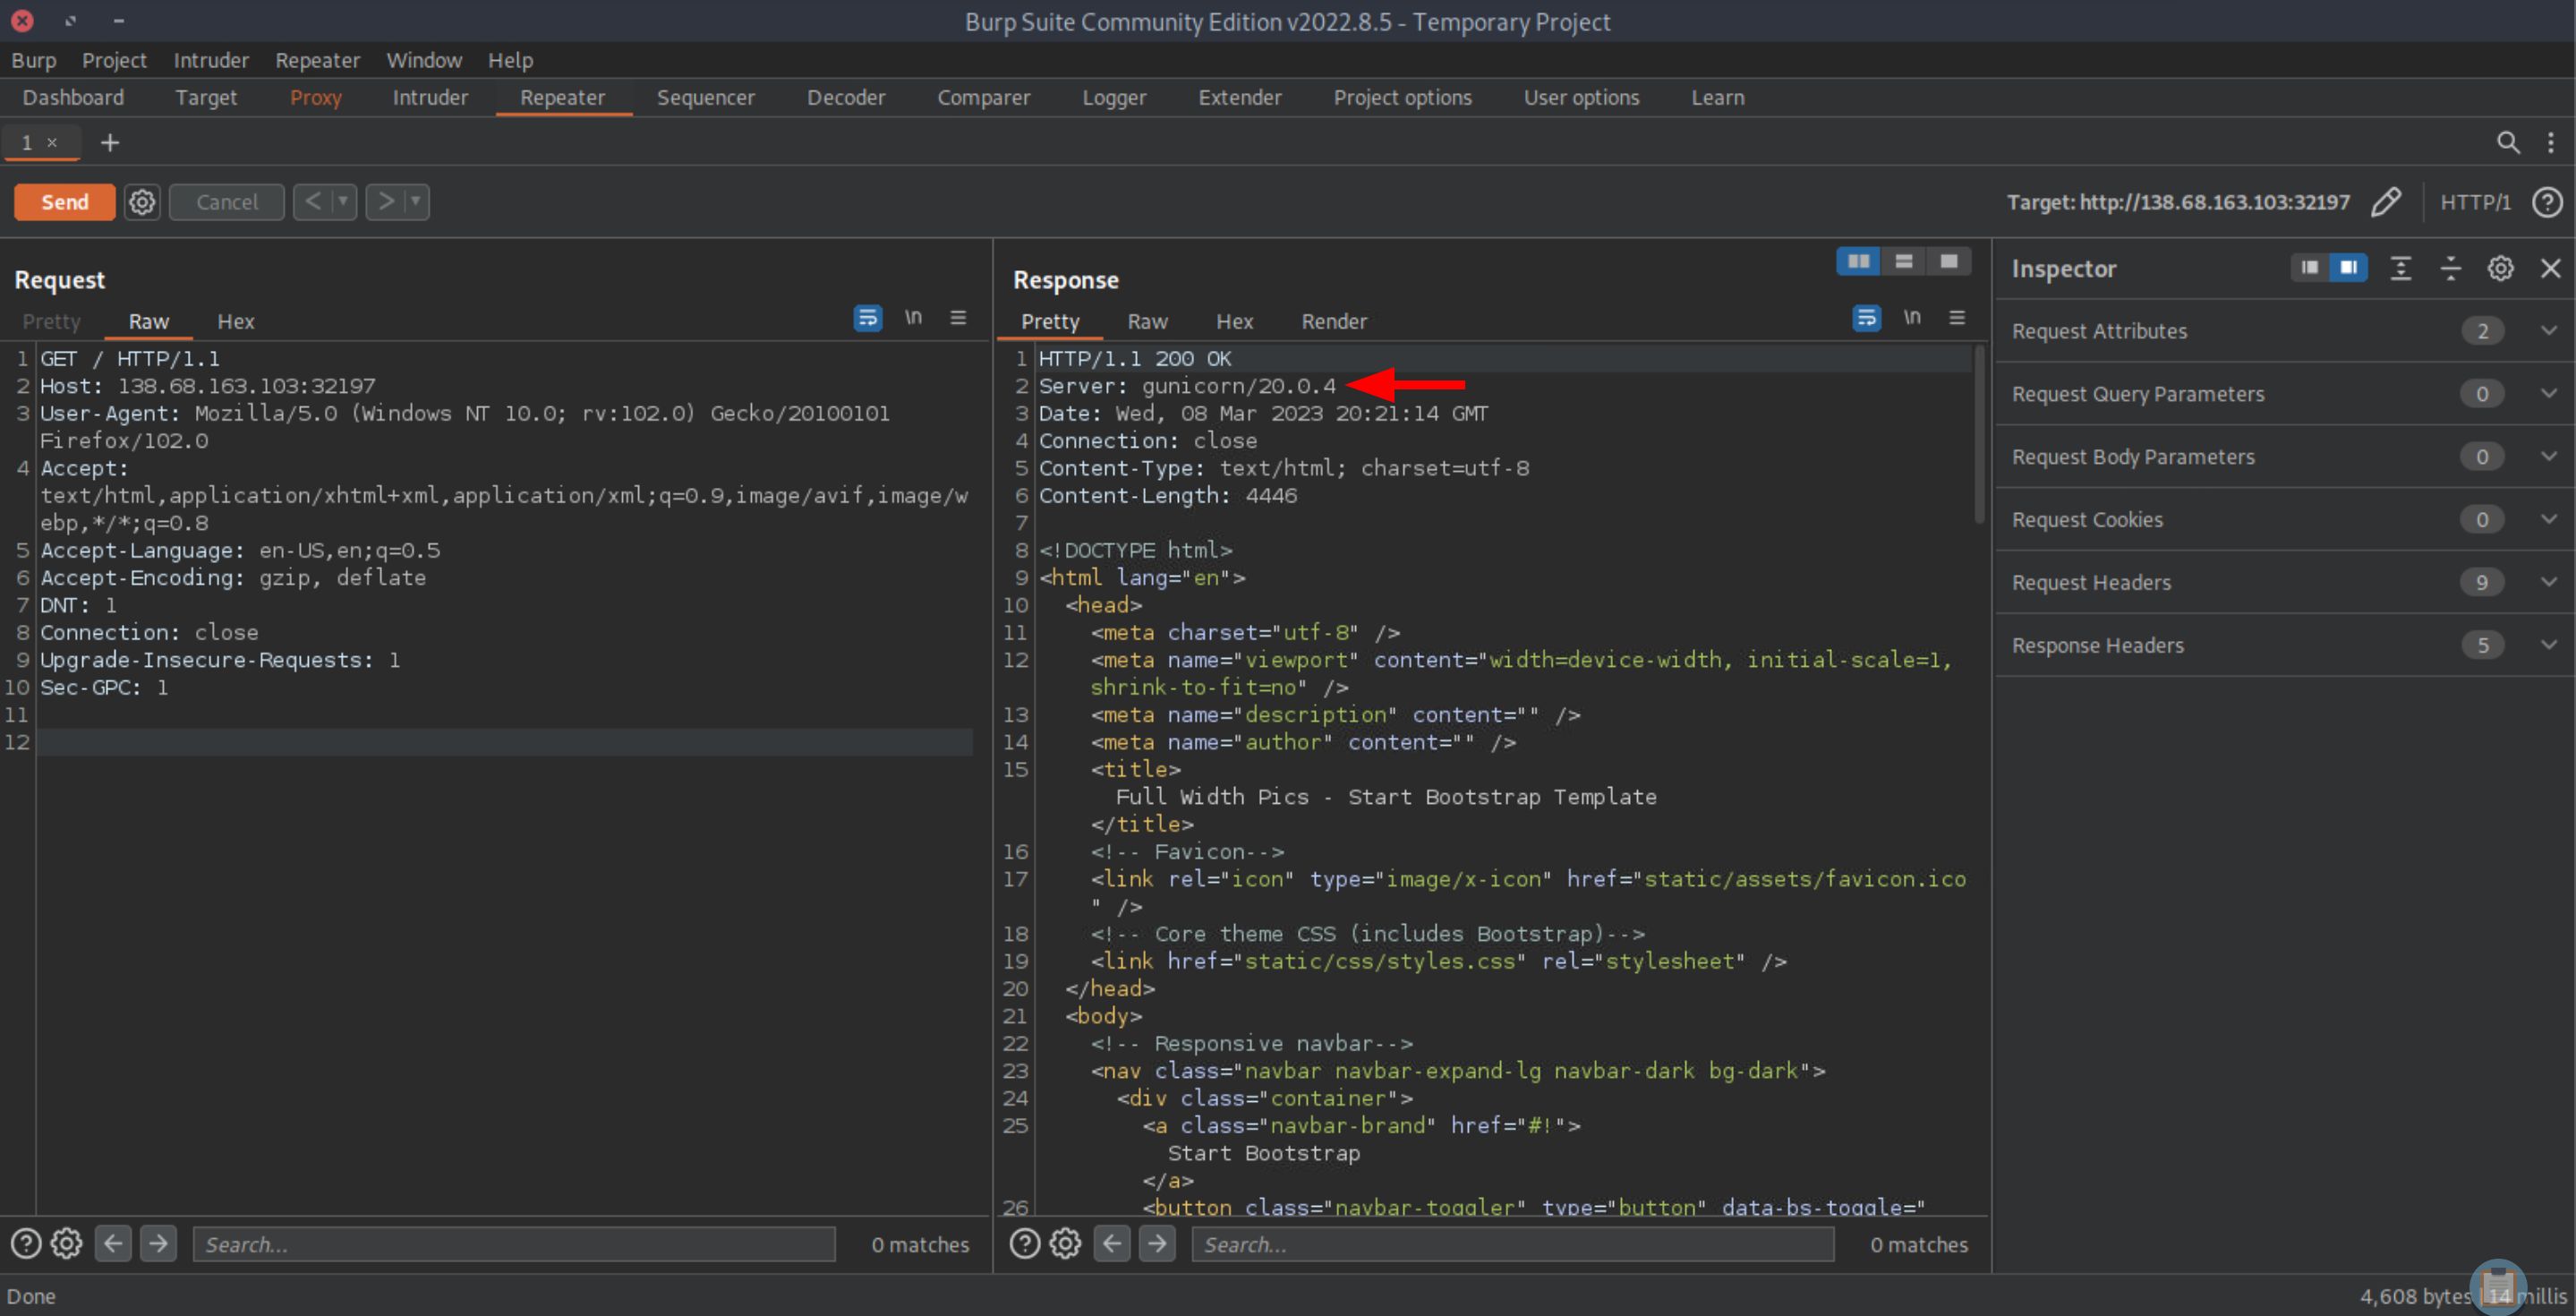 Burp Suite Community Edition v2022.8.5 - Temporary Project
Burp Project Intruder Repeater Window Help
Dashboard Target Proxy Intruder Repeater Sequencer Decoder Comparer Logger Extender Project options User options Learn
1 × +
Send Cancel < > Target: http://138.68.163.103:32197 HTTP/1 ?
Request
Pretty Raw Hex \n
1 GET / HTTP/1.1
2 Host: 138.68.163.103:32197
3 User-Agent: Mozilla/5.0 (Windows NT 10.0; rv:102.0) Gecko/20100101
Firefox/102.0
4 Accept:
text/html,application/xhtml+xml,application/xml;q=0.9,image/avif,image/w
ebp,*/*;q=0.8
5 Accept-Language: en-US,en;q=0.5
6 Accept-Encoding: gzip, deflate
7 DNT: 1
8 Connection: close
9 Upgrade-Insecure-Requests: 1
10 Sec-GPC: 1
11
12
? Search... 0 matches
Response
Pretty Raw Hex Render \n
1 HTTP/1.1 200 OK
2 Server: gunicorn/20.0.4
3 Date: Wed, 08 Mar 2023 20:21:14 GMT
4 Connection: close
5 Content-Type: text/html; charset=utf-8
6 Content-Length: 4446
7
8 <!DOCTYPE html>
9 <html lang="en">
10 <head>
11 <meta charset="utf-8" />
12 <meta name="viewport" content="width=device-width, initial-scale=1,
shrink-to-fit=no" />
13 <meta name="description" content="" />
14 <meta name="author" content="" />
15 <title>
Full Width Pics - Start Bootstrap Template
</title>
16 <!-- Favicon-->
17 <link rel="icon" type="image/x-icon" href="static/assets/favicon.ico
" />
18 <!-- Core theme CSS (includes Bootstrap)-->
19 <link href="static/css/styles.css" rel="stylesheet" />
20 </head>
21 <body>
22 <!-- Responsive navbar-->
23 <nav class="navbar navbar-expand-lg navbar-dark bg-dark">
24 <div class="container">
25 <a class="navbar-brand" href="#!">
Start Bootstrap
</a>
26 <button class="navbar-toggler" type="button" data-bs-toggle="
? Search... 0 matches
Inspector
Request Attributes 2
Request Query Parameters 0
Request Body Parameters 0
Request Cookies 0
Request Headers 9
Response Headers 5
Done
4,608 bytes | 14 millis